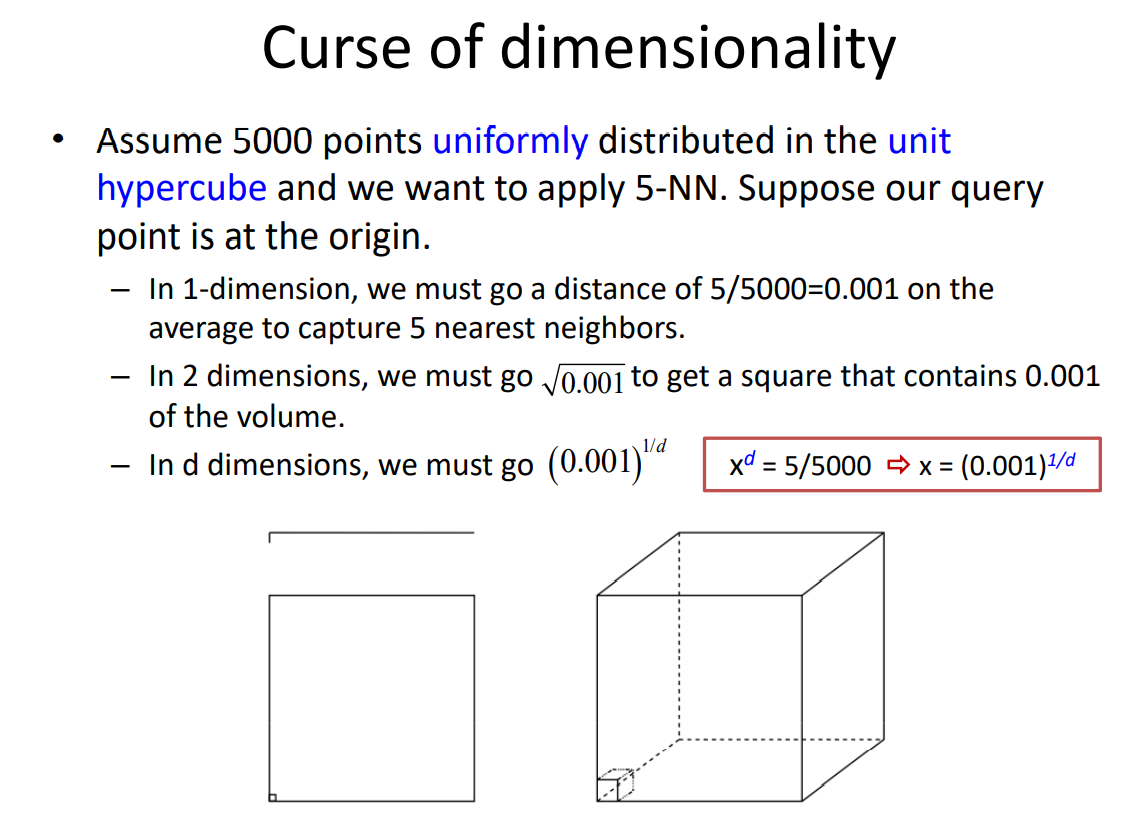 Curse of dimensionality
• Assume 5000 points uniformly distributed in the unit
hypercube and we want to apply 5-NN. Suppose our query
point is at the origin.
– In 1-dimension, we must go a distance of 5/5000=0.001 on the
average to capture 5 nearest neighbors.
– In 2 dimensions, we must go √0.001 to get a square that contains 0.001
of the volume.
– In d dimensions, we must go (0.001)^{1/d}
x^d = 5/5000 ⇨ x = (0.001)^{1/d}